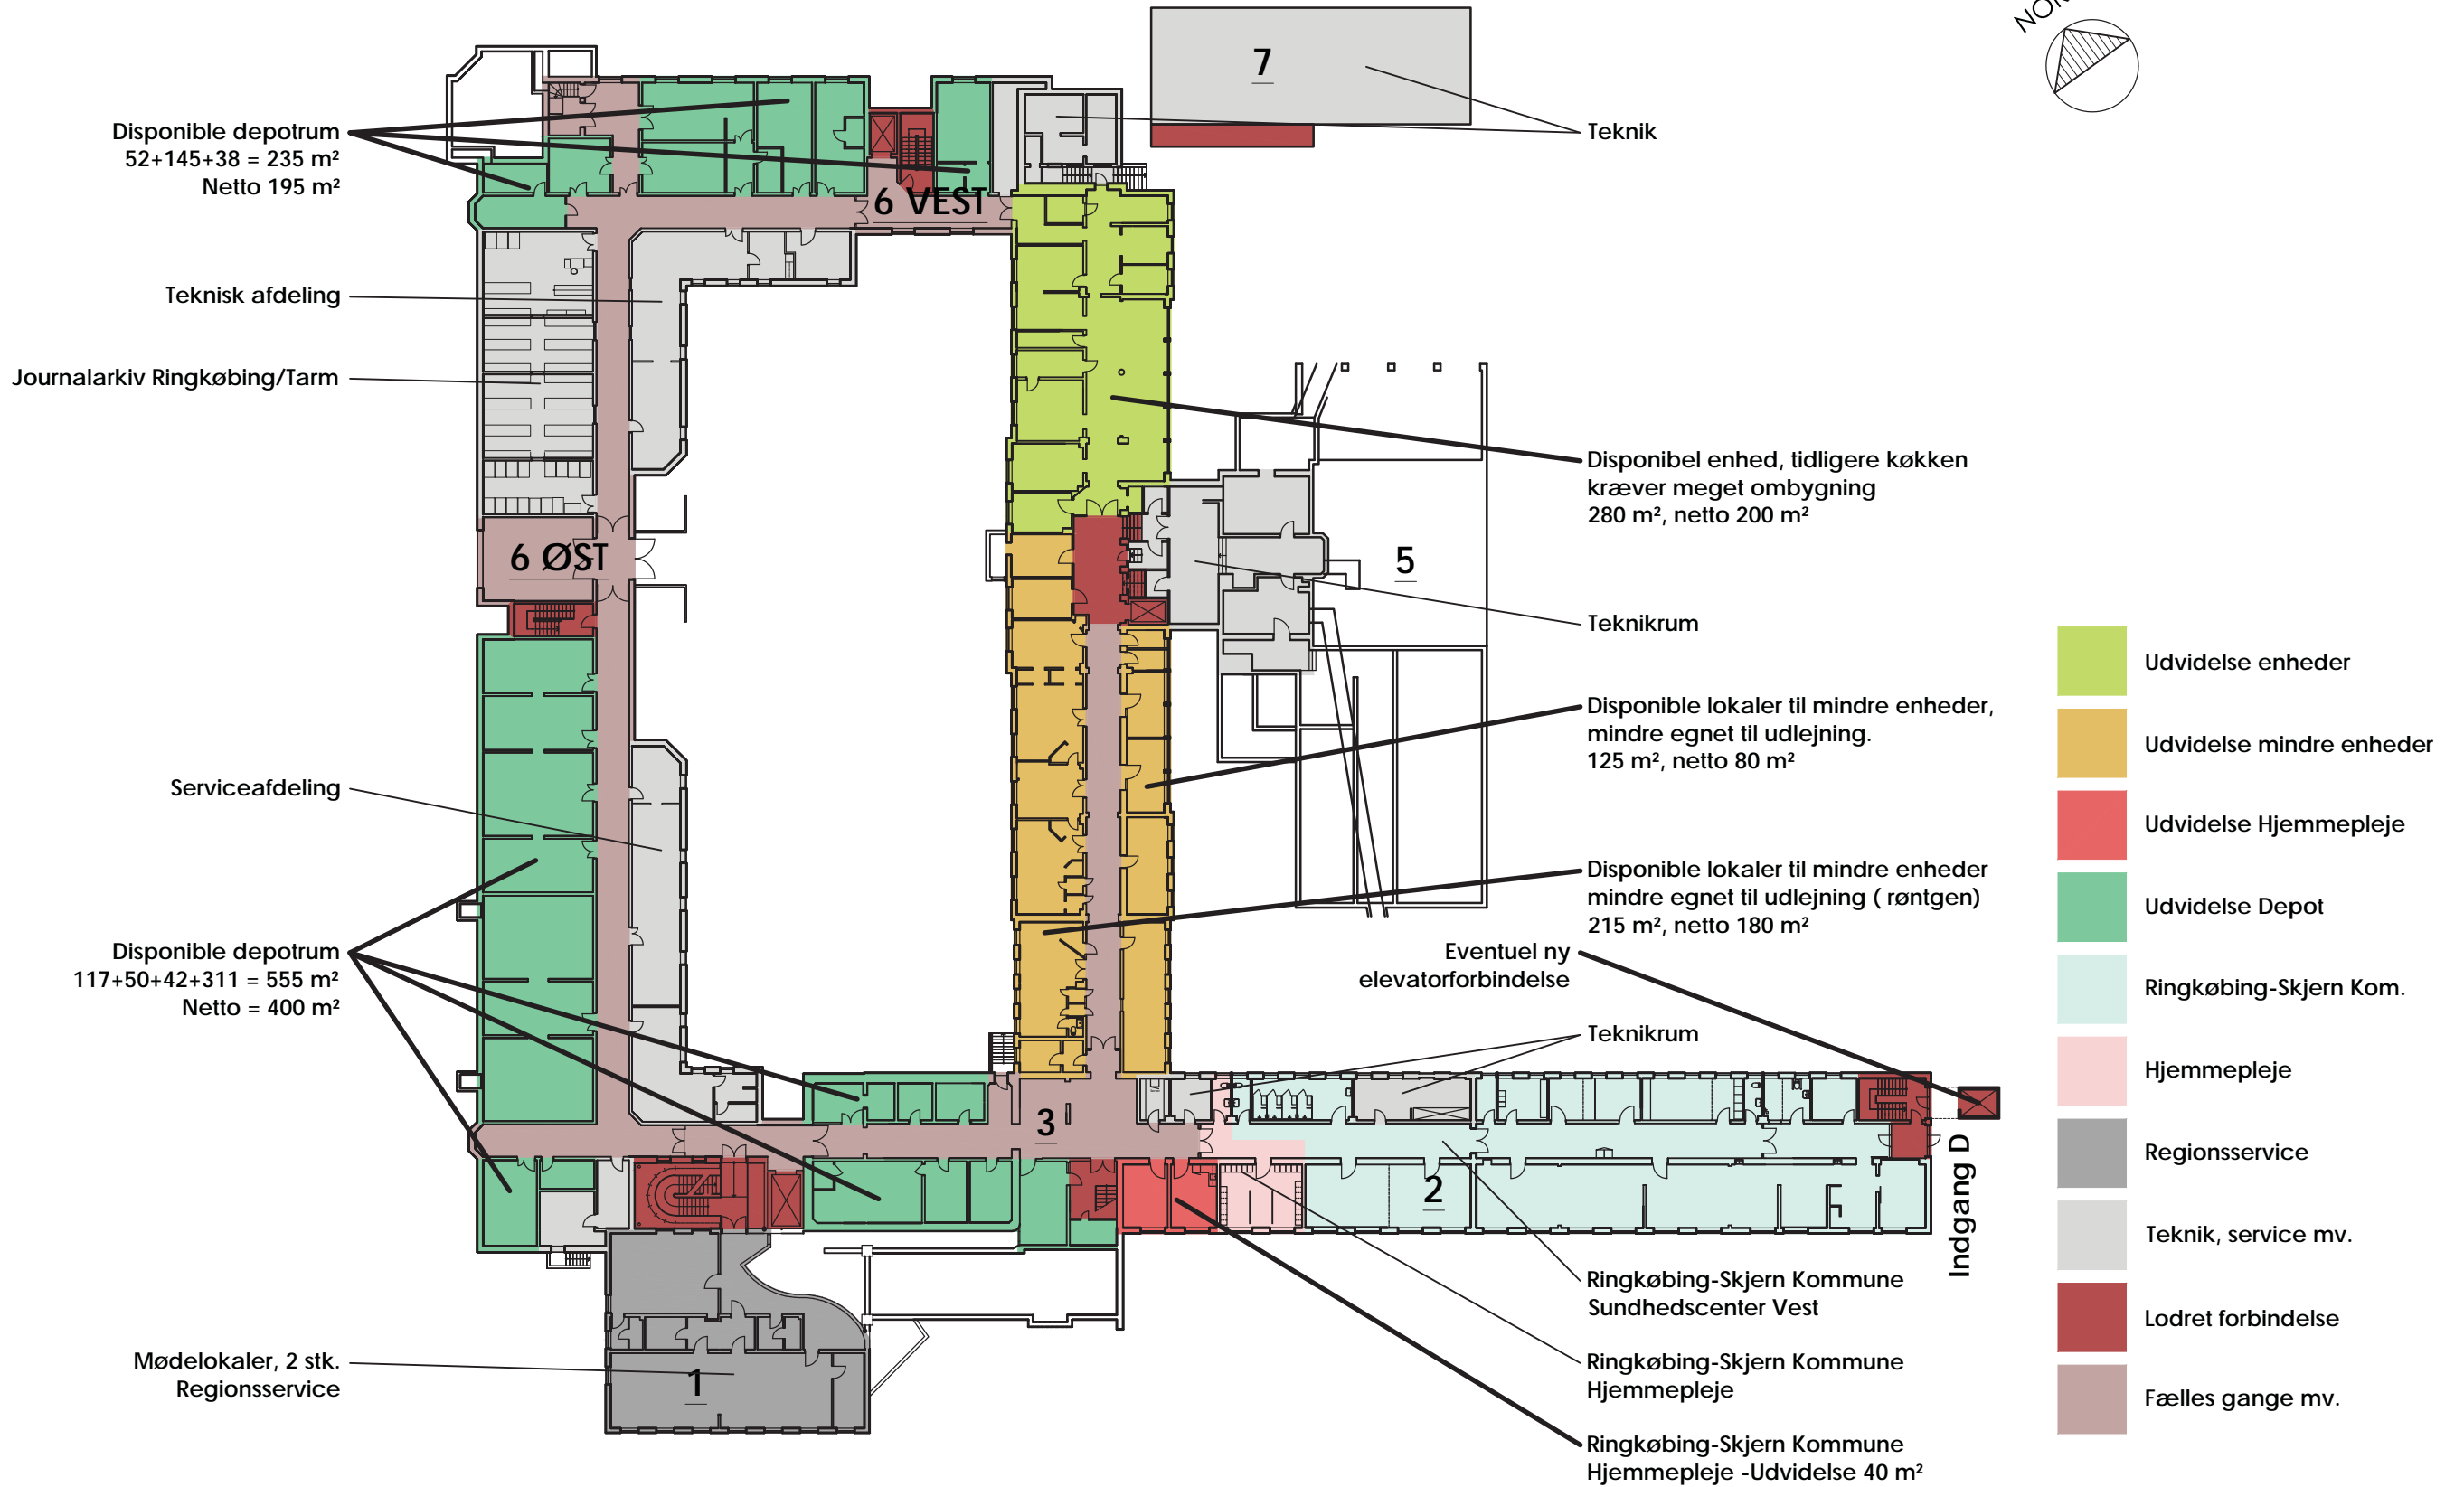 NOR
7
Disponible depotrum
52+145+38 = 235 m²
Netto 195 m²
Teknik
6 VEST
Teknisk afdeling
Journalarkiv Ringkøbing/Tarm
Disponibel enhed, tidligere køkken
kræver meget ombygning
280 m², netto 200 m²
6 ØST
5
Teknikrum
Udvidelse enheder
Disponible lokaler til mindre enheder,
mindre egnet til udlejning.
125 m², netto 80 m²
Udvidelse mindre enheder
Serviceafdeling
Udvidelse Hjemmepleje
Disponible lokaler til mindre enheder
mindre egnet til udlejning ( røntgen)
215 m², netto 180 m²
Udvidelse Depot
Disponible depotrum
117+50+42+311 = 555 m²
Netto = 400 m²
Eventuel ny
elevatorforbindelse
Ringkøbing-Skjern Kom.
Teknikrum
Hjemmepleje
3
Regionsservice
2
Indgang D
Teknik, service mv.
Ringkøbing-Skjern Kommune
Sundhedscenter Vest
Lodret forbindelse
Mødelokaler, 2 stk.
Regionsservice
1
Ringkøbing-Skjern Kommune
Hjemmepleje
Fælles gange mv.
Ringkøbing-Skjern Kommune
Hjemmepleje -Udvidelse 40 m²